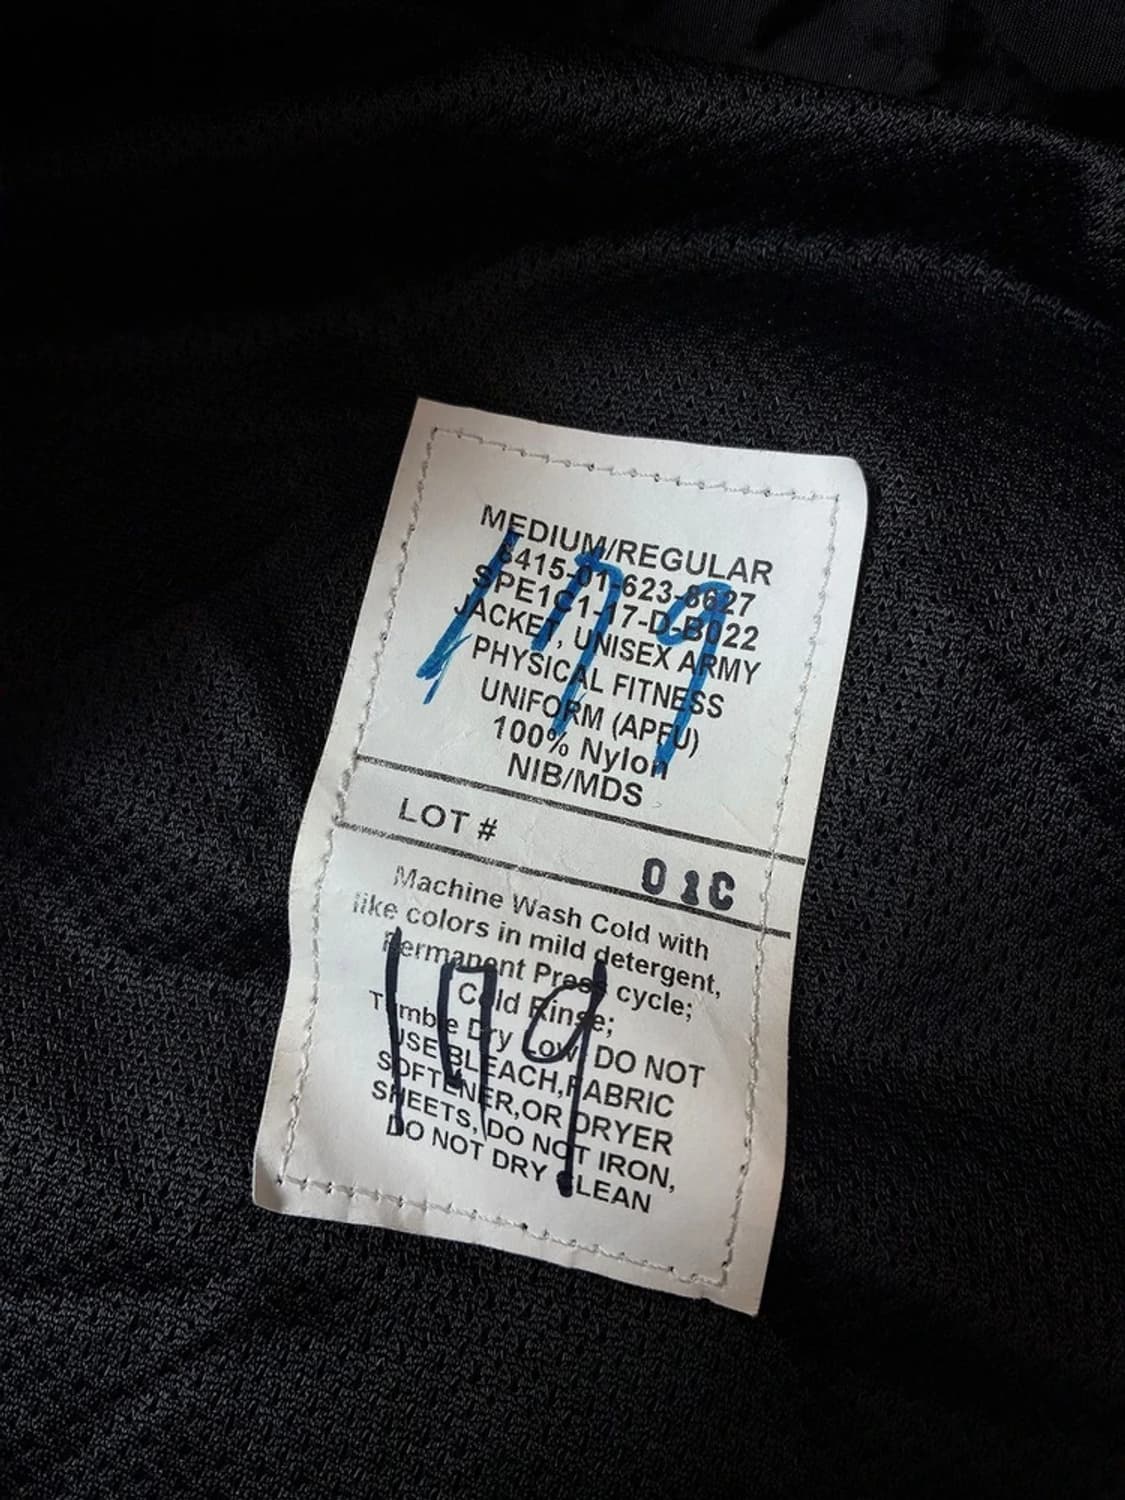 MEDIUM/REGULAR
8415-01-623-8627
SPE1C1-17-D-B022
JACKET, UNISEX ARMY
PHYSICAL FITNESS
UNIFORM (APFU)
100% Nylon
NIB/MDS
179
LOT #
01C
Machine Wash Cold with
like colors in mild detergent,
Permanent Press cycle;
Cold Rinse;
Tumble Dry Low, DO NOT
USE BLEACH,FABRIC
SOFTENER,OR DRYER
SHEETS, DO NOT IRON,
DO NOT DRY CLEAN
179